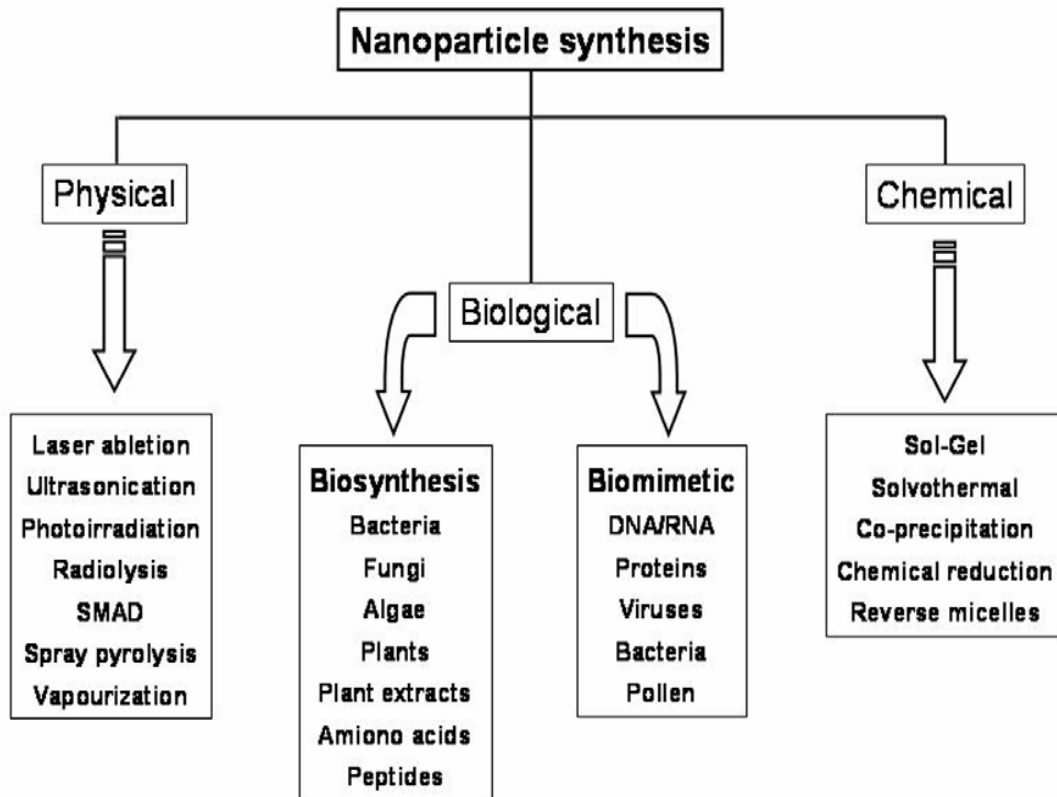 Nanoparticle synthesis
Physical
Chemical
Biological
Laser abletion
Ultrasonication
Photoirradiation
Radiolysis
SMAD
Spray pyrolysis
Vapourization
Biosynthesis
Bacteria
Fungi
Algae
Plants
Plant extracts
Amiono acids
Peptides
Biomimetic
DNA/RNA
Proteins
Viruses
Bacteria
Pollen
Sol-Gel
Solvothermal
Co-precipitation
Chemical reduction
Reverse micelles